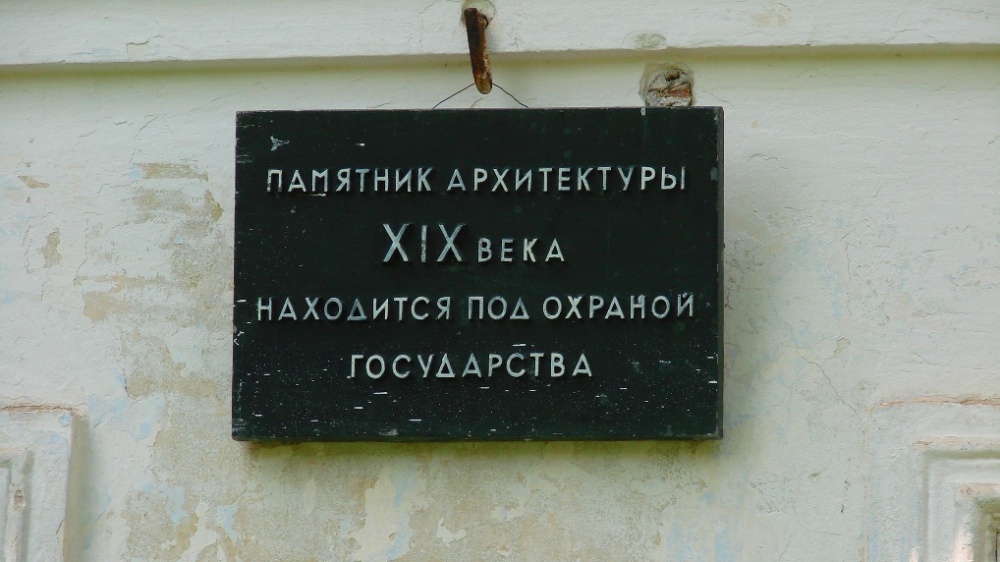 ПАМЯТНИК АРХИТЕКТУРЫ
XIX ВЕКА
НАХОДИТСЯ ПОД ОХРАНОЙ
ГОСУДАРСТВА